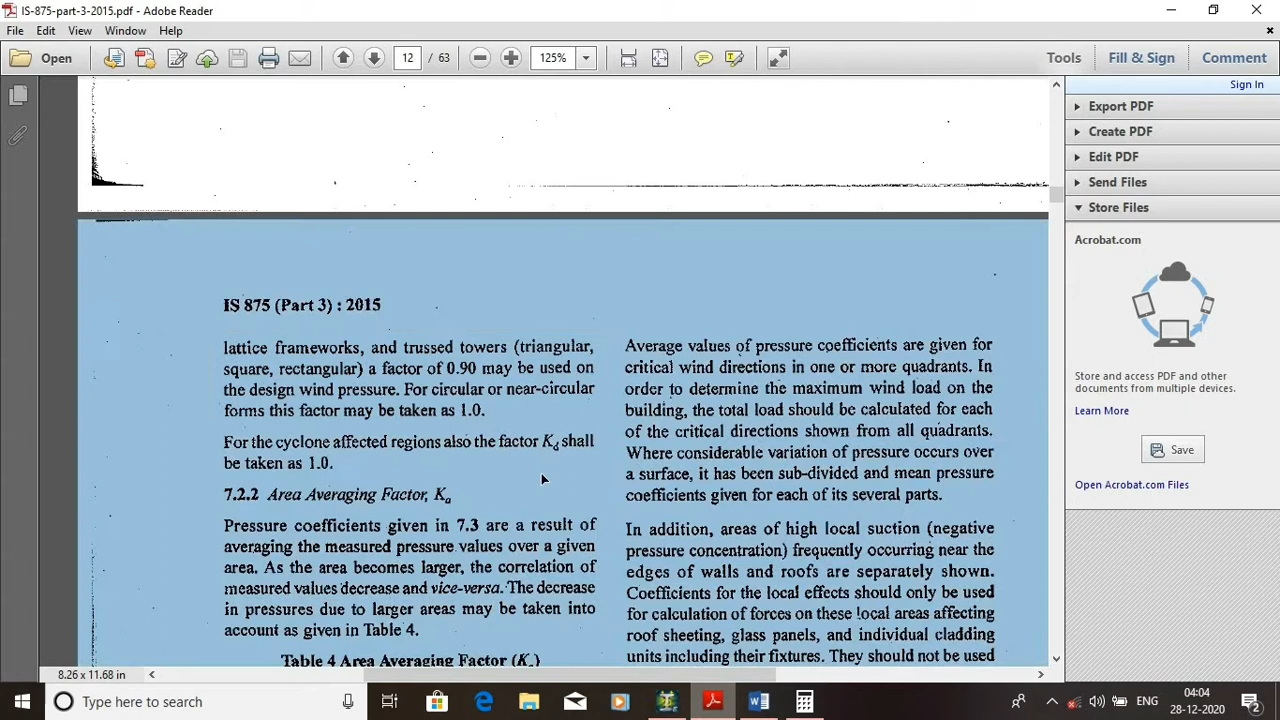 IS-875-part-3-2015.pdf - Adobe Reader
File Edit View Window Help
Open 12 / 63 125% Tools Fill & Sign Comment
Sign In
Export PDF
Create PDF
Edit PDF
Send Files
Store Files
Acrobat.com
Store and access PDF and other
documents from multiple devices.
Learn More
Save
Open Acrobat.com Files
IS 875 (Part 3) : 2015
lattice frameworks, and trussed towers (triangular,
square, rectangular) a factor of 0.90 may be used on
the design wind pressure. For circular or near-circular
forms this factor may be taken as 1.0.
For the cyclone affected regions also the factor Kd shall
be taken as 1.0.
7.2.2 Area Averaging Factor, Ka
Pressure coefficients given in 7.3 are a result of
averaging the measured pressure values over a given
area. As the area becomes larger, the correlation of
measured values decrease and vice-versa. The decrease
in pressures due to larger areas may be taken into
account as given in Table 4.
Table 4 Area Averaging Factor (Ka)
Average values of pressure coefficients are given for
critical wind directions in one or more quadrants. In
order to determine the maximum wind load on the
building, the total load should be calculated for each
of the critical directions shown from all quadrants.
Where considerable variation of pressure occurs over
a surface, it has been sub-divided and mean pressure
coefficients given for each of its several parts.
In addition, areas of high local suction (negative
pressure concentration) frequently occurring near the
edges of walls and roofs are separately shown.
Coefficients for the local effects should only be used
for calculation of forces on these local areas affecting
roof sheeting, glass panels, and individual cladding
units including their fixtures. They should not be used
8.26 x 11.68 in
Type here to search
ENG
04:04
28-12-2020
2